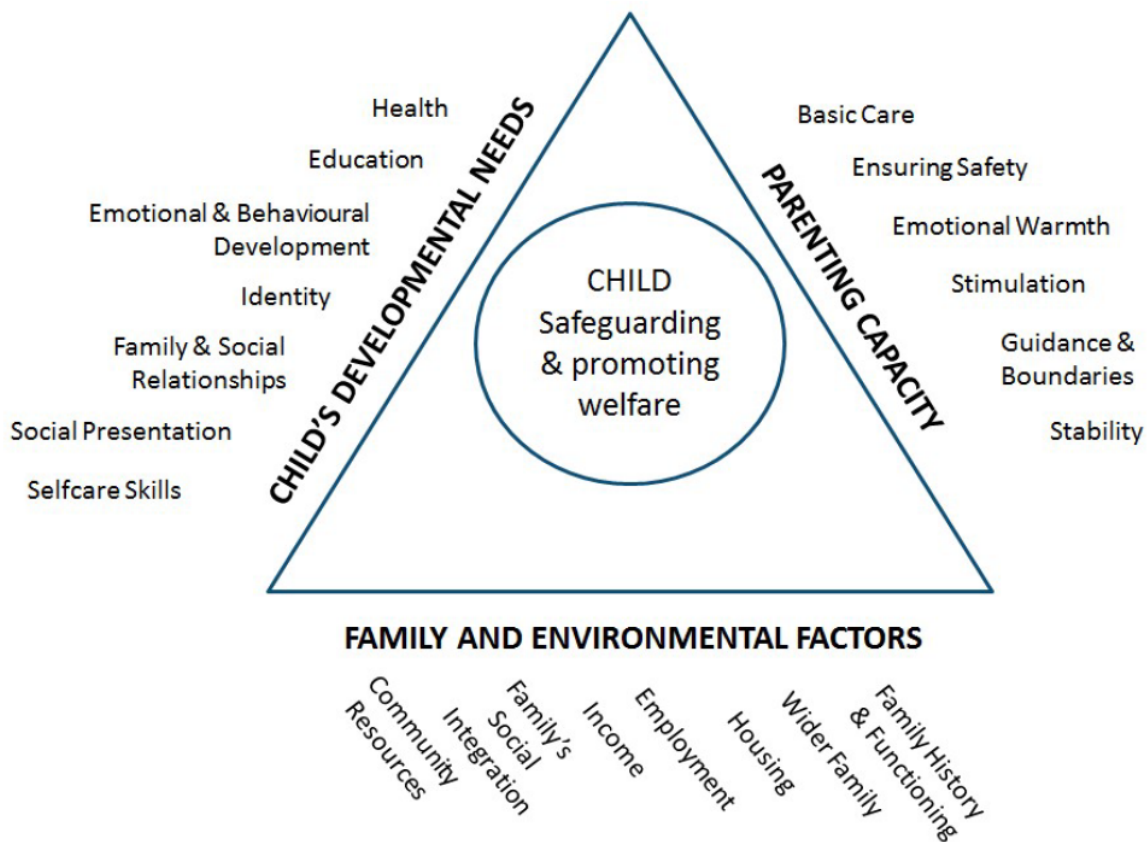 Health
Education
Emotional & Behavioural
Development
Identity
Family & Social
Relationships
Social Presentation
Selfcare Skills
CHILD'S DEVELOPMENTAL NEEDS
CHILD
Safeguarding
& promoting
welfare
PARENTING CAPACITY
Basic Care
Ensuring Safety
Emotional Warmth
Stimulation
Guidance &
Boundaries
Stability
FAMILY AND ENVIRONMENTAL FACTORS
Community
Resources
Family's
Social
Integration
Income
Employment
Housing
Wider Family
Family History
& Functioning